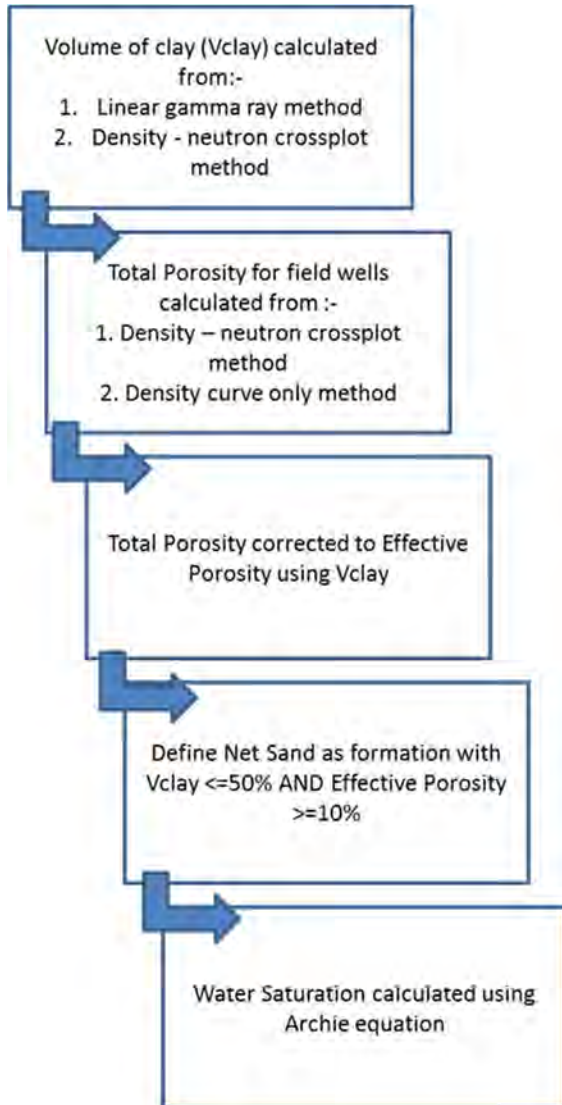 Volume of clay (Vclay) calculated
from:-
1. Linear gamma ray method
2. Density - neutron crossplot
method
Total Porosity for field wells
calculated from :-
1. Density – neutron crossplot
method
2. Density curve only method
Total Porosity corrected to Effective
Porosity using Vclay
Define Net Sand as formation with
Vclay <=50% AND Effective Porosity
>=10%
Water Saturation calculated using
Archie equation